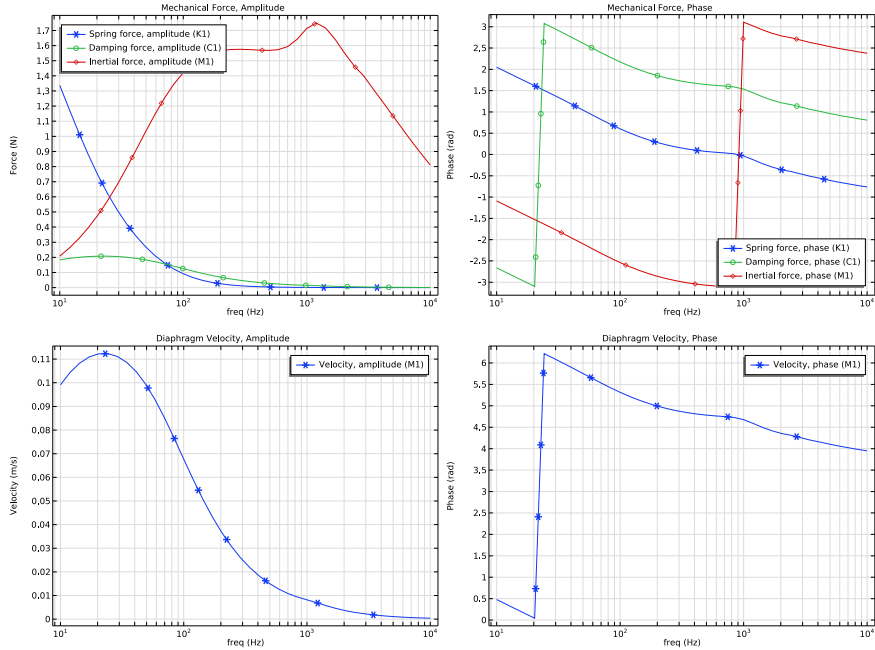 Mechanical Force, Amplitude
Force (N)
1.7
1.6
1.5
1.4
1.3
1.2
1.1
1
0.9
0.8
0.7
0.6
0.5
0.4
0.3
0.2
0.1
0
Spring force, amplitude (K1)
Damping force, amplitude (C1)
Inertial force, amplitude (M1)
10¹ 10² 10³ 10⁴
freq (Hz)
Mechanical Force, Phase
Phase (rad)
3
2.5
2
1.5
1
0.5
0
-0.5
-1
-1.5
-2
-2.5
-3
Spring force, phase (K1)
Damping force, phase (C1)
Inertial force, phase (M1)
10¹ 10² 10³ 10⁴
freq (Hz)
Diaphragm Velocity, Amplitude
Velocity (m/s)
0.11
0.1
0.09
0.08
0.07
0.06
0.05
0.04
0.03
0.02
0.01
0
Velocity, amplitude (M1)
10¹ 10² 10³ 10⁴
freq (Hz)
Diaphragm Velocity, Phase
Phase (rad)
6
5.5
5
4.5
4
3.5
3
2.5
2
1.5
1
0.5
0
Velocity, phase (M1)
10¹ 10² 10³ 10⁴
freq (Hz)